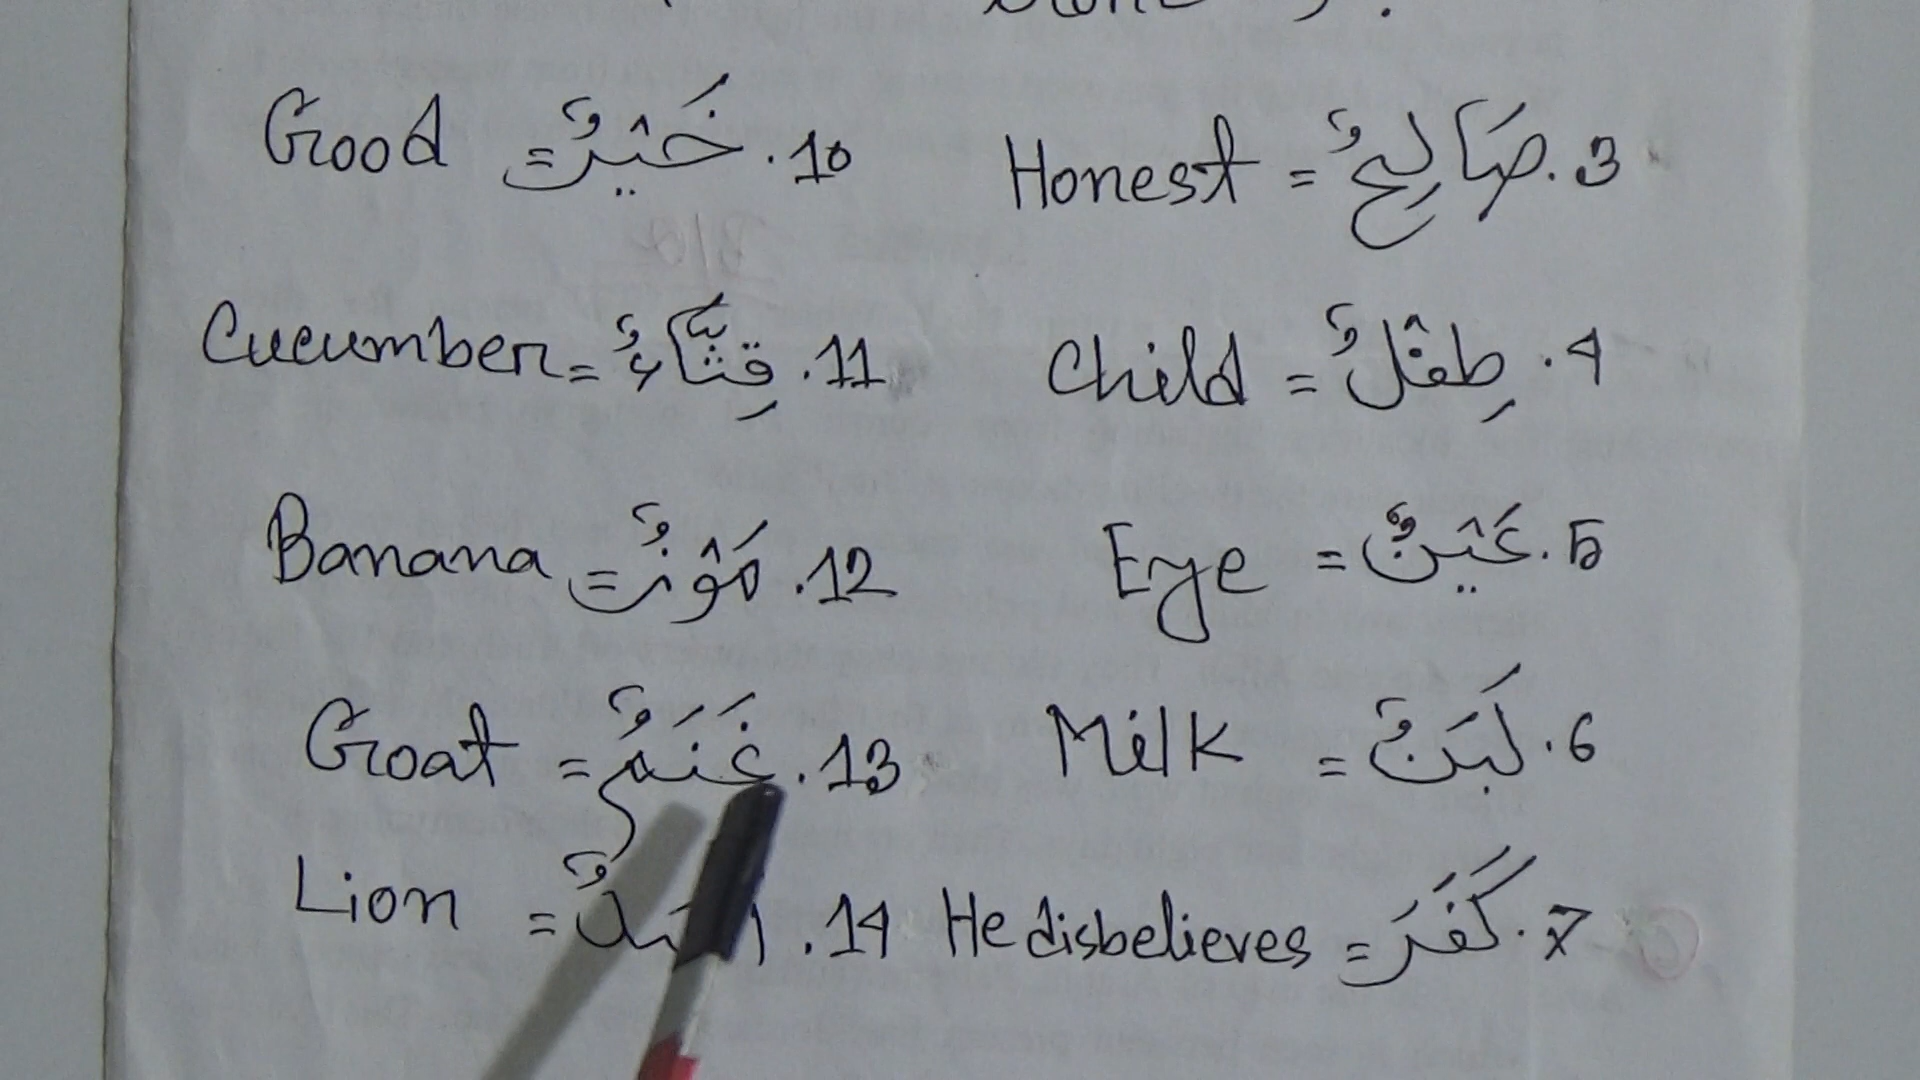 3. صَالِحٌ = Honest
4. طِفْلٌ = Child
5. عَيْنٌ = Eye
6. لَبَنٌ = Milk
7. كَفَرَ = He disbelieves
10. خَيْرٌ = Good
11. قِثَّاءٌ = Cucumber
12. مَوْزٌ = Banana
13. غَنَمٌ = Goat
14. = Lion